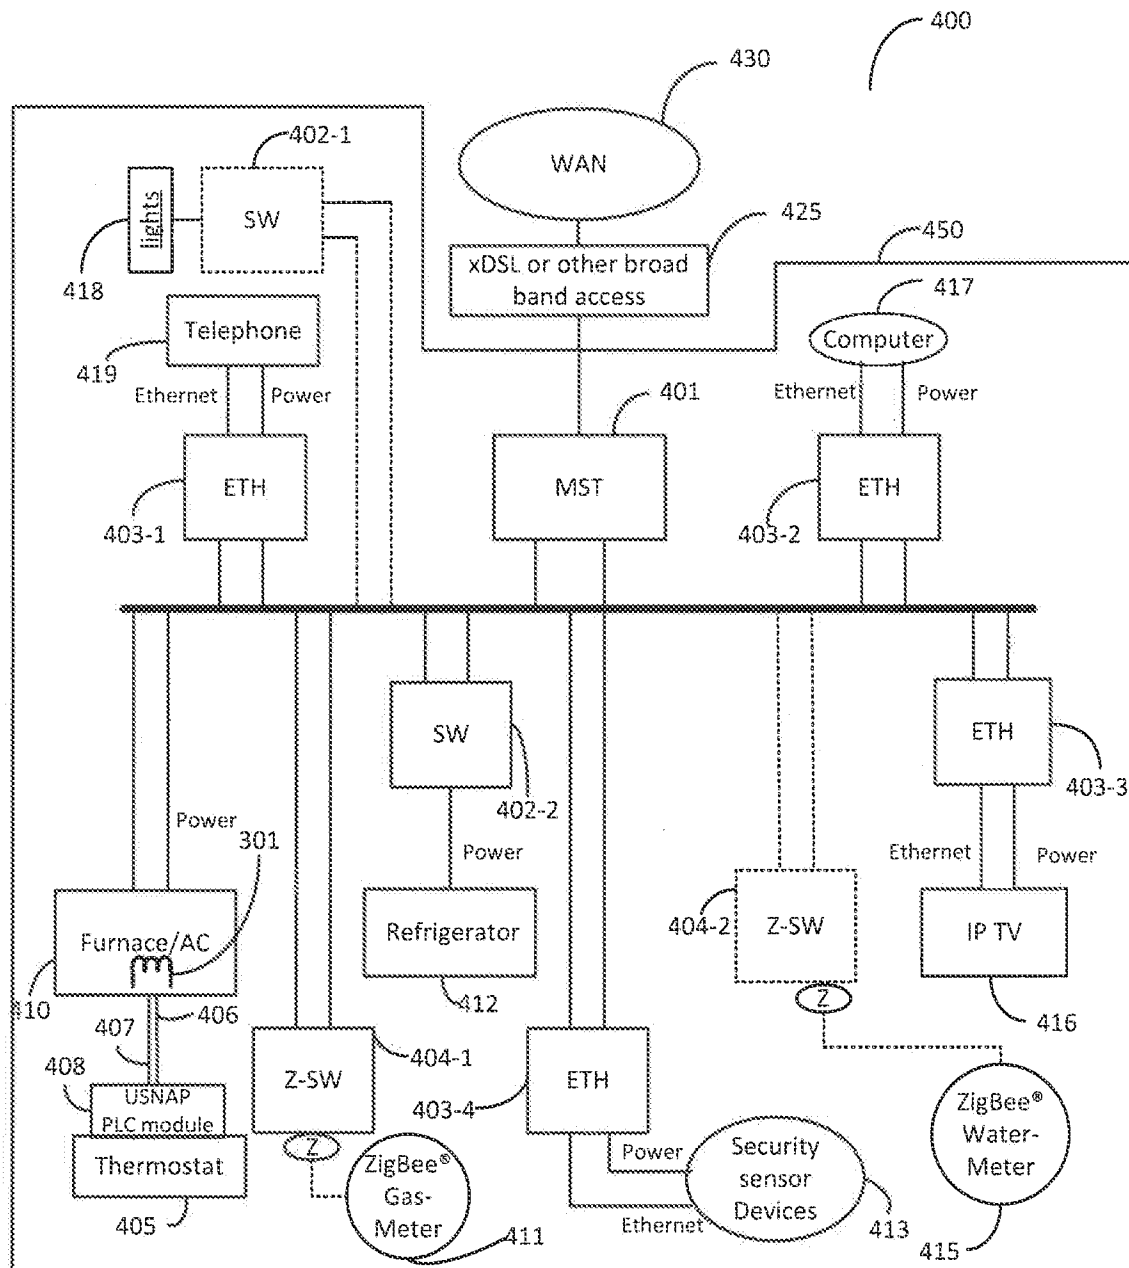 400
430
WAN
402-1
lights
SW
418
425
xDSL or other broad
band access
450
417
Computer
Telephone
419
Ethernet
Power
401
Ethernet
Power
ETH
403-1
MST
ETH
403-2
SW
402-2
ETH
403-3
Power
301
Power
Ethernet
Power
Furnace/AC
410
Refrigerator
412
404-2
Z-SW
Z
IP TV
416
406
407
408
USNAP
PLC module
Thermostat
405
404-1
Z-SW
Z
ZigBee®
Gas-
Meter
411
403-4
ETH
Power
Ethernet
Security
sensor
Devices
413
ZigBee®
Water-
Meter
415